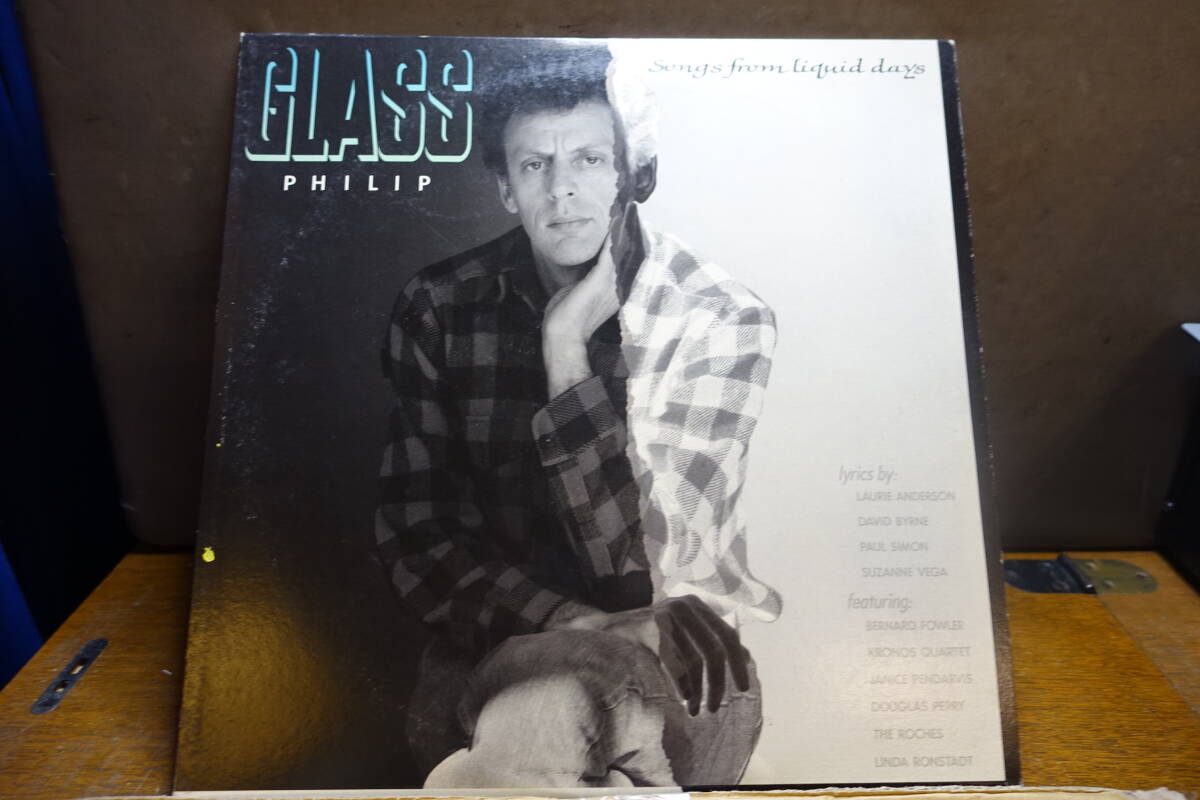 GLASS
PHILIP
Songs from liquid days
lyrics by:
LAURIE ANDERSON
DAVID BYRNE
PAUL SIMON
SUZANNE VEGA
featuring:
BERNARD FOWLER
KRONOS QUARTET
JANICE PENDARVIS
DOUGLAS PERRY
THE ROCHES
LINDA RONSTADT